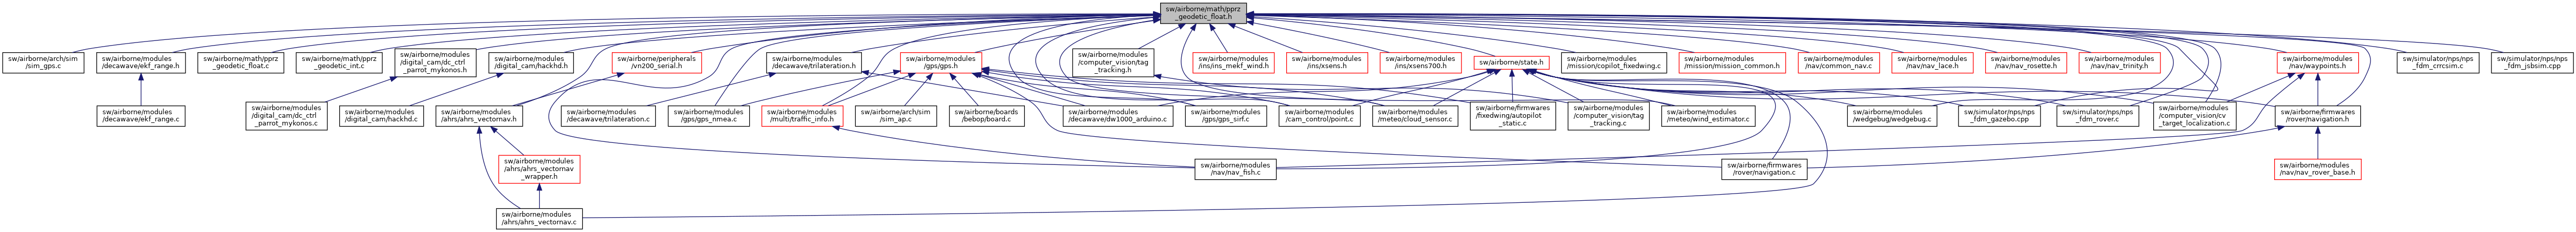 sw/airborne/math/pprz
_geodetic_float.h
sw/airborne/arch/sim
/sim_gps.c
sw/airborne/modules
/decawave/ekf_range.h
sw/airborne/math/pprz
_geodetic_float.c
sw/airborne/math/pprz
_geodetic_int.c
sw/airborne/modules
/digital_cam/dc_ctrl
_parrot_mykonos.h
sw/airborne/modules
/digital_cam/hackhd.h
sw/airborne/peripherals
/vn200_serial.h
sw/airborne/modules
/decawave/trilateration.h
sw/airborne/modules
/gps/gps.h
sw/airborne/modules
/computer_vision/tag
_tracking.h
sw/airborne/modules
/ins/ins_mekf_wind.h
sw/airborne/modules
/ins/xsens.h
sw/airborne/modules
/ins/xsens700.h
sw/airborne/state.h
sw/airborne/modules
/mission/copilot_fixedwing.c
sw/airborne/modules
/mission/mission_common.h
sw/airborne/modules
/nav/common_nav.c
sw/airborne/modules
/nav/nav_lace.h
sw/airborne/modules
/nav/nav_rosette.h
sw/airborne/modules
/nav/nav_trinity.h
sw/airborne/modules
/nav/waypoints.h
sw/simulator/nps/nps
_fdm_crrcsim.c
sw/simulator/nps/nps
_fdm_jsbsim.cpp
sw/airborne/modules
/decawave/ekf_range.c
sw/airborne/modules
/digital_cam/dc_ctrl
_parrot_mykonos.c
sw/airborne/modules
/digital_cam/hackhd.c
sw/airborne/modules
/ahrs/ahrs_vectornav.h
sw/airborne/modules
/decawave/trilateration.c
sw/airborne/modules
/gps/gps_nmea.c
sw/airborne/modules
/multi/traffic_info.h
sw/airborne/arch/sim
/sim_ap.c
sw/airborne/boards
/bebop/board.c
sw/airborne/modules
/decawave/dw1000_arduino.c
sw/airborne/modules
/gps/gps_sirf.c
sw/airborne/modules
/cam_control/point.c
sw/airborne/modules
/meteo/cloud_sensor.c
sw/airborne/firmwares
/fixedwing/autopilot
_static.c
sw/airborne/modules
/computer_vision/tag
_tracking.c
sw/airborne/modules
/meteo/wind_estimator.c
sw/airborne/modules
/wedgebug/wedgebug.c
sw/simulator/nps/nps
_fdm_gazebo.cpp
sw/simulator/nps/nps
_fdm_rover.c
sw/airborne/modules
/computer_vision/cv
_target_localization.c
sw/airborne/firmwares
/rover/navigation.h
sw/airborne/modules
/ahrs/ahrs_vectornav
_wrapper.h
sw/airborne/modules
/nav/nav_fish.c
sw/airborne/firmwares
/rover/navigation.c
sw/airborne/modules
/nav/nav_rover_base.h
sw/airborne/modules
/ahrs/ahrs_vectornav.c